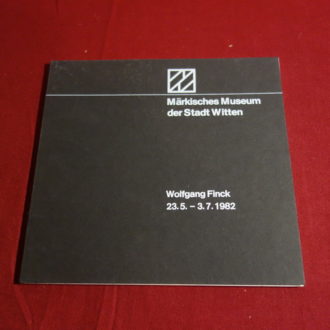 Märkisches Museum
der Stadt Witten
Wolfgang Finck
23.5. – 3.7.1982